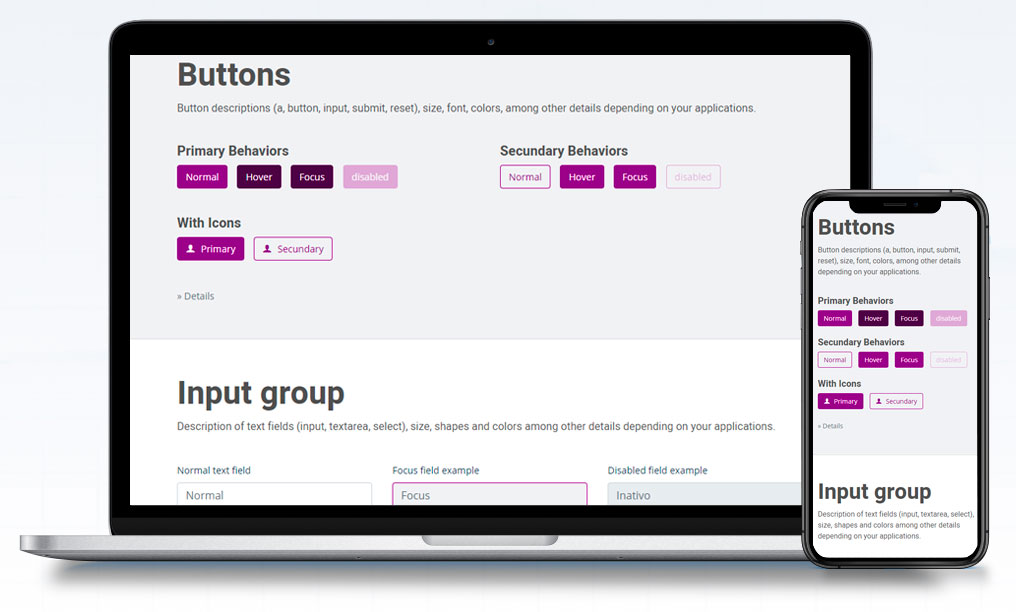 Buttons
Button descriptions (a, button, input, submit, reset), size, font, colors, among other details depending on your applications.
Primary Behaviors
Normal Hover Focus disabled
Secundary Behaviors
Normal Hover Focus disabled
With Icons
Primary Secundary
» Details
Input group
Description of text fields (input, textarea, select), size, shapes and colors among other details depending on your applications.
Normal text field
Normal
Focus field example
Focus
Disabled field example
Inativo
Buttons
Button descriptions (a, button, input, submit,
reset), size, font, colors, among other details
depending on your applications.
Primary Behaviors
Normal Hover Focus disabled
Secundary Behaviors
Normal Hover Focus disabled
With Icons
Primary Secundary
» Details
Input group
Description of text fields (input, textarea, select),
size, shapes and colors among other details
depending on your applications.